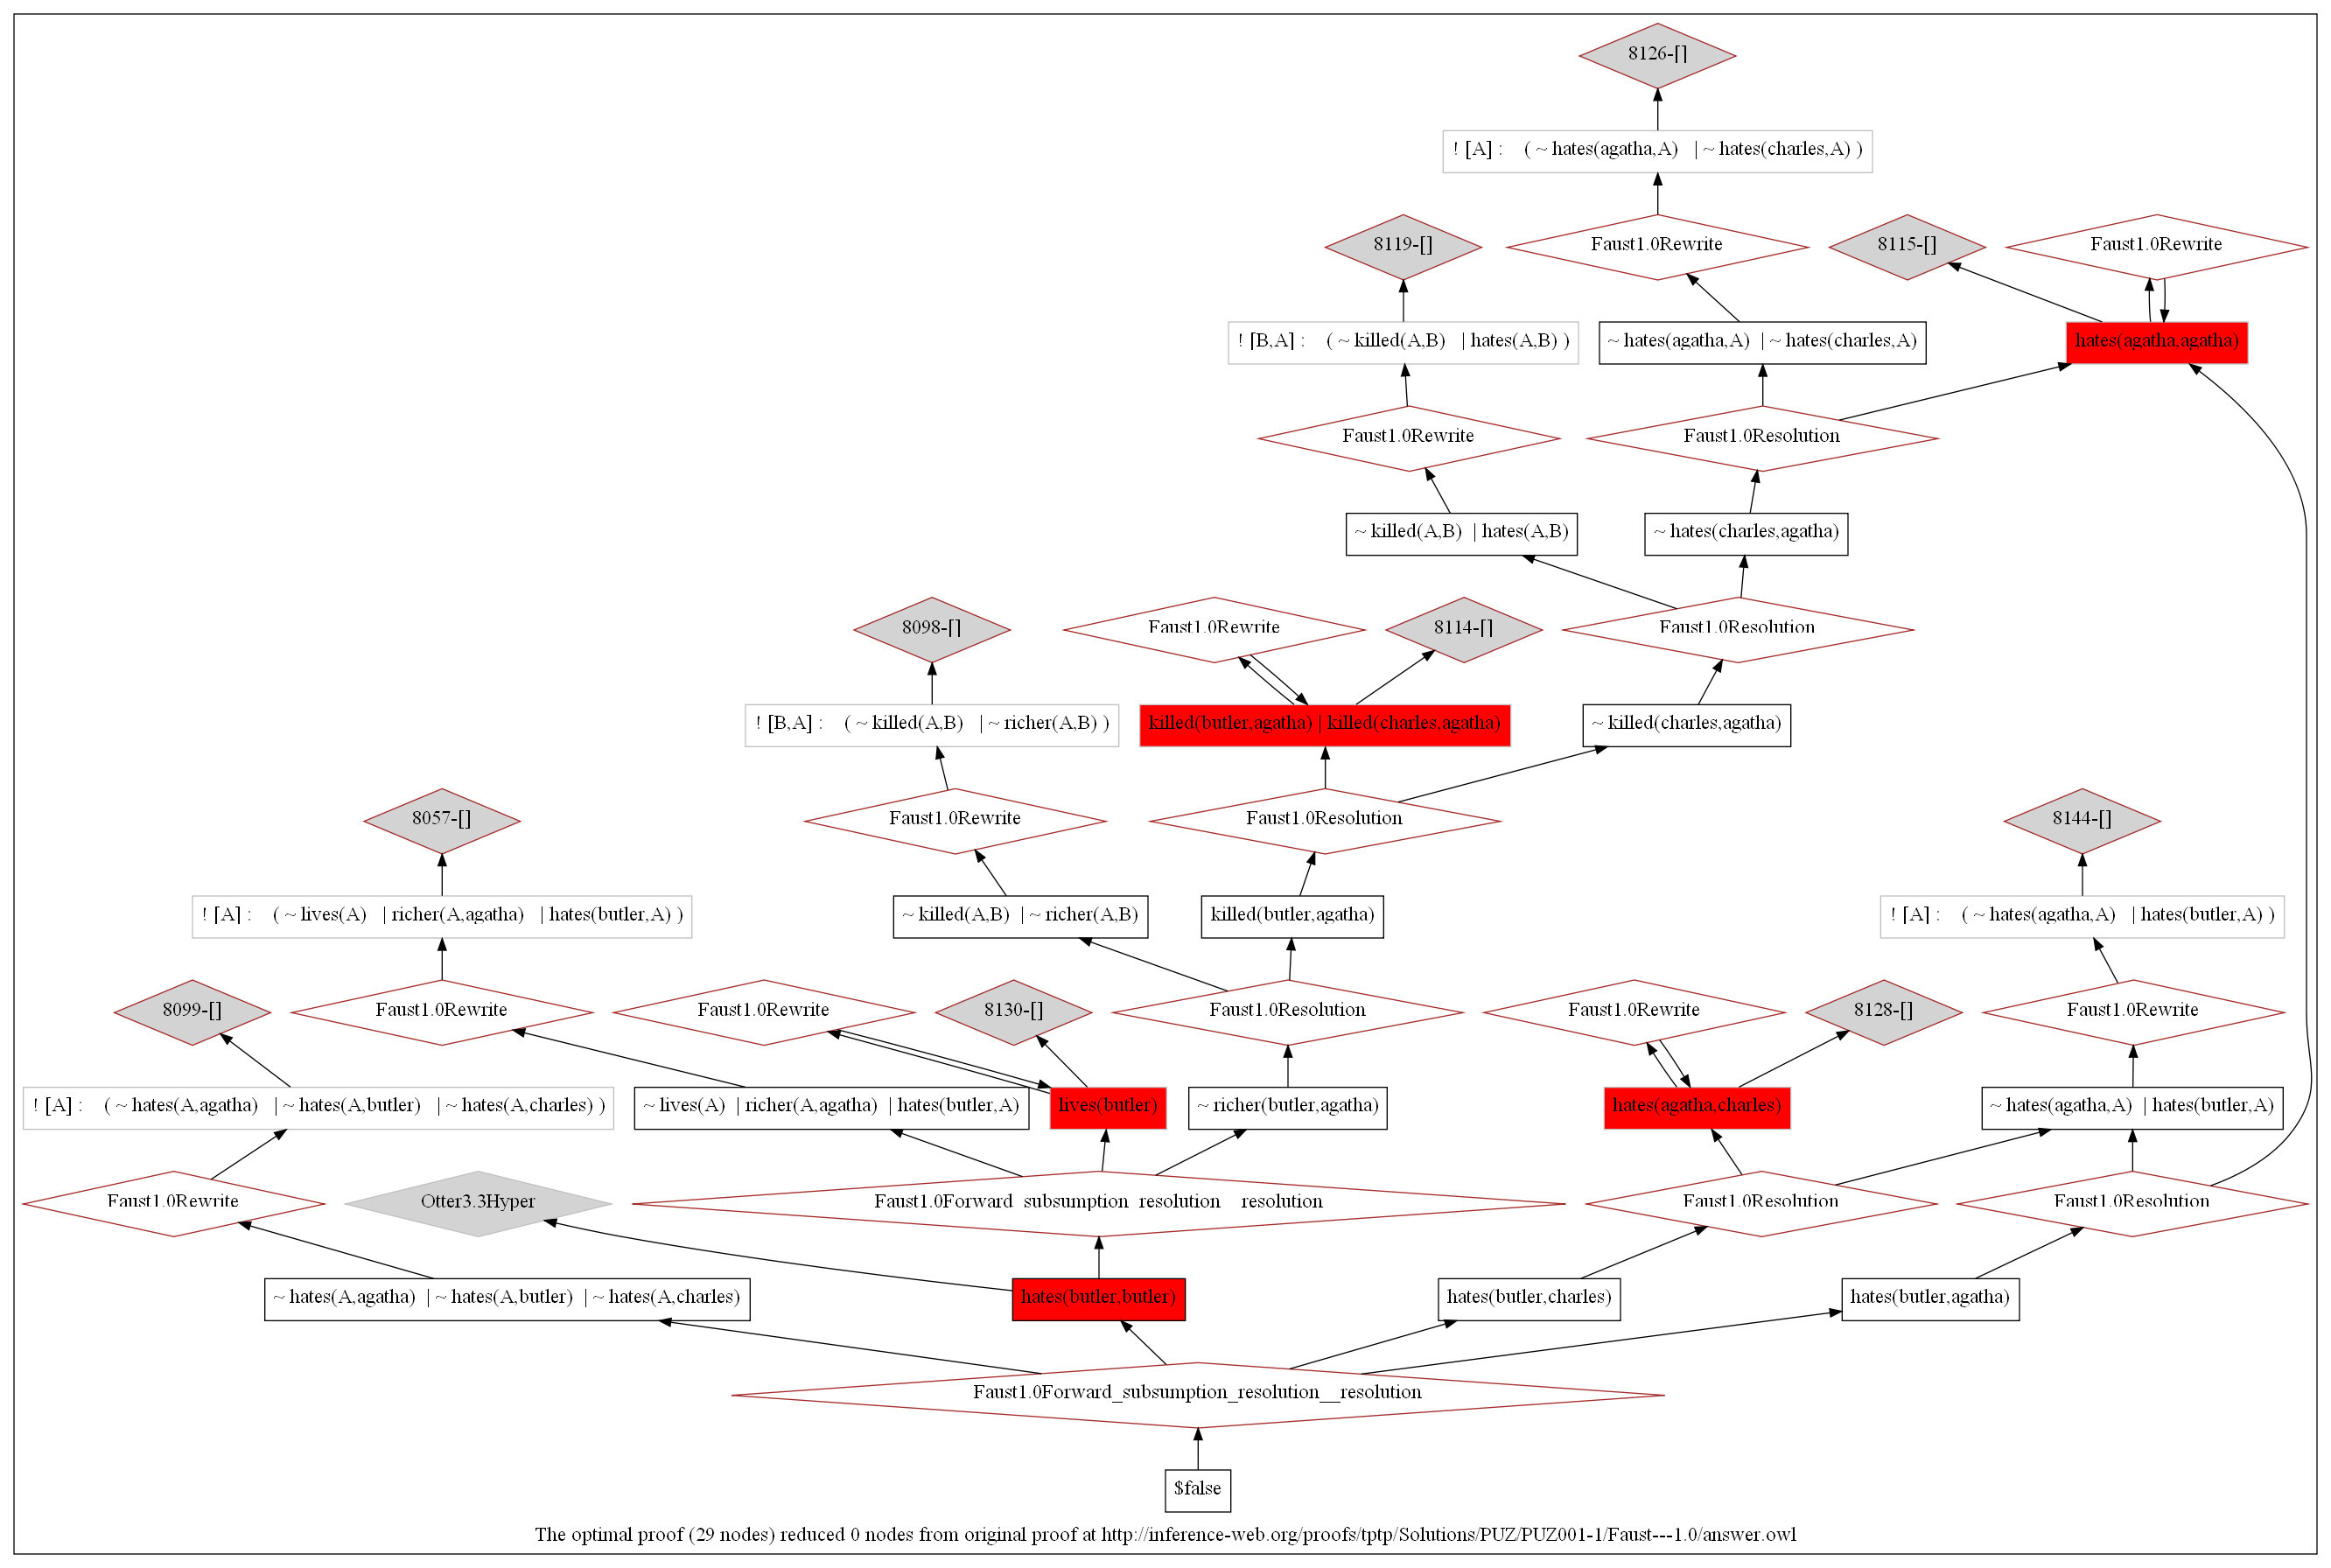 8126-[]
! [A] : ( ~ hates(agatha,A) | ~ hates(charles,A) )
8119-[]
Faust1.0Rewrite
8115-[]
Faust1.0Rewrite
! [B,A] : ( ~ killed(A,B) | hates(A,B) )
~ hates(agatha,A) | ~ hates(charles,A)
hates(agatha,agatha)
Faust1.0Rewrite
Faust1.0Resolution
~ killed(A,B) | hates(A,B)
~ hates(charles,agatha)
8098-[]
Faust1.0Rewrite
8114-[]
Faust1.0Resolution
! [B,A] : ( ~ killed(A,B) | ~ richer(A,B) )
killed(butler,agatha) | killed(charles,agatha)
~ killed(charles,agatha)
8057-[]
Faust1.0Rewrite
Faust1.0Resolution
8144-[]
! [A] : ( ~ lives(A) | richer(A,agatha) | hates(butler,A) )
~ killed(A,B) | ~ richer(A,B)
killed(butler,agatha)
! [A] : ( ~ hates(agatha,A) | hates(butler,A) )
8099-[]
Faust1.0Rewrite
Faust1.0Rewrite
8130-[]
Faust1.0Resolution
Faust1.0Rewrite
8128-[]
Faust1.0Rewrite
! [A] : ( ~ hates(A,agatha) | ~ hates(A,butler) | ~ hates(A,charles) )
~ lives(A) | richer(A,agatha) | hates(butler,A)
lives(butler)
~ richer(butler,agatha)
hates(agatha,charles)
~ hates(agatha,A) | hates(butler,A)
Faust1.0Rewrite
Otter3.3Hyper
Faust1.0Forward_subsumption_resolution__resolution
Faust1.0Resolution
Faust1.0Resolution
~ hates(A,agatha) | ~ hates(A,butler) | ~ hates(A,charles)
hates(butler,butler)
hates(butler,charles)
hates(butler,agatha)
Faust1.0Forward_subsumption_resolution__resolution
$false
The optimal proof (29 nodes) reduced 0 nodes from original proof at http://inference-web.org/proofs/tptp/Solutions/PUZ/PUZ001-1/Faust---1.0/answer.owl